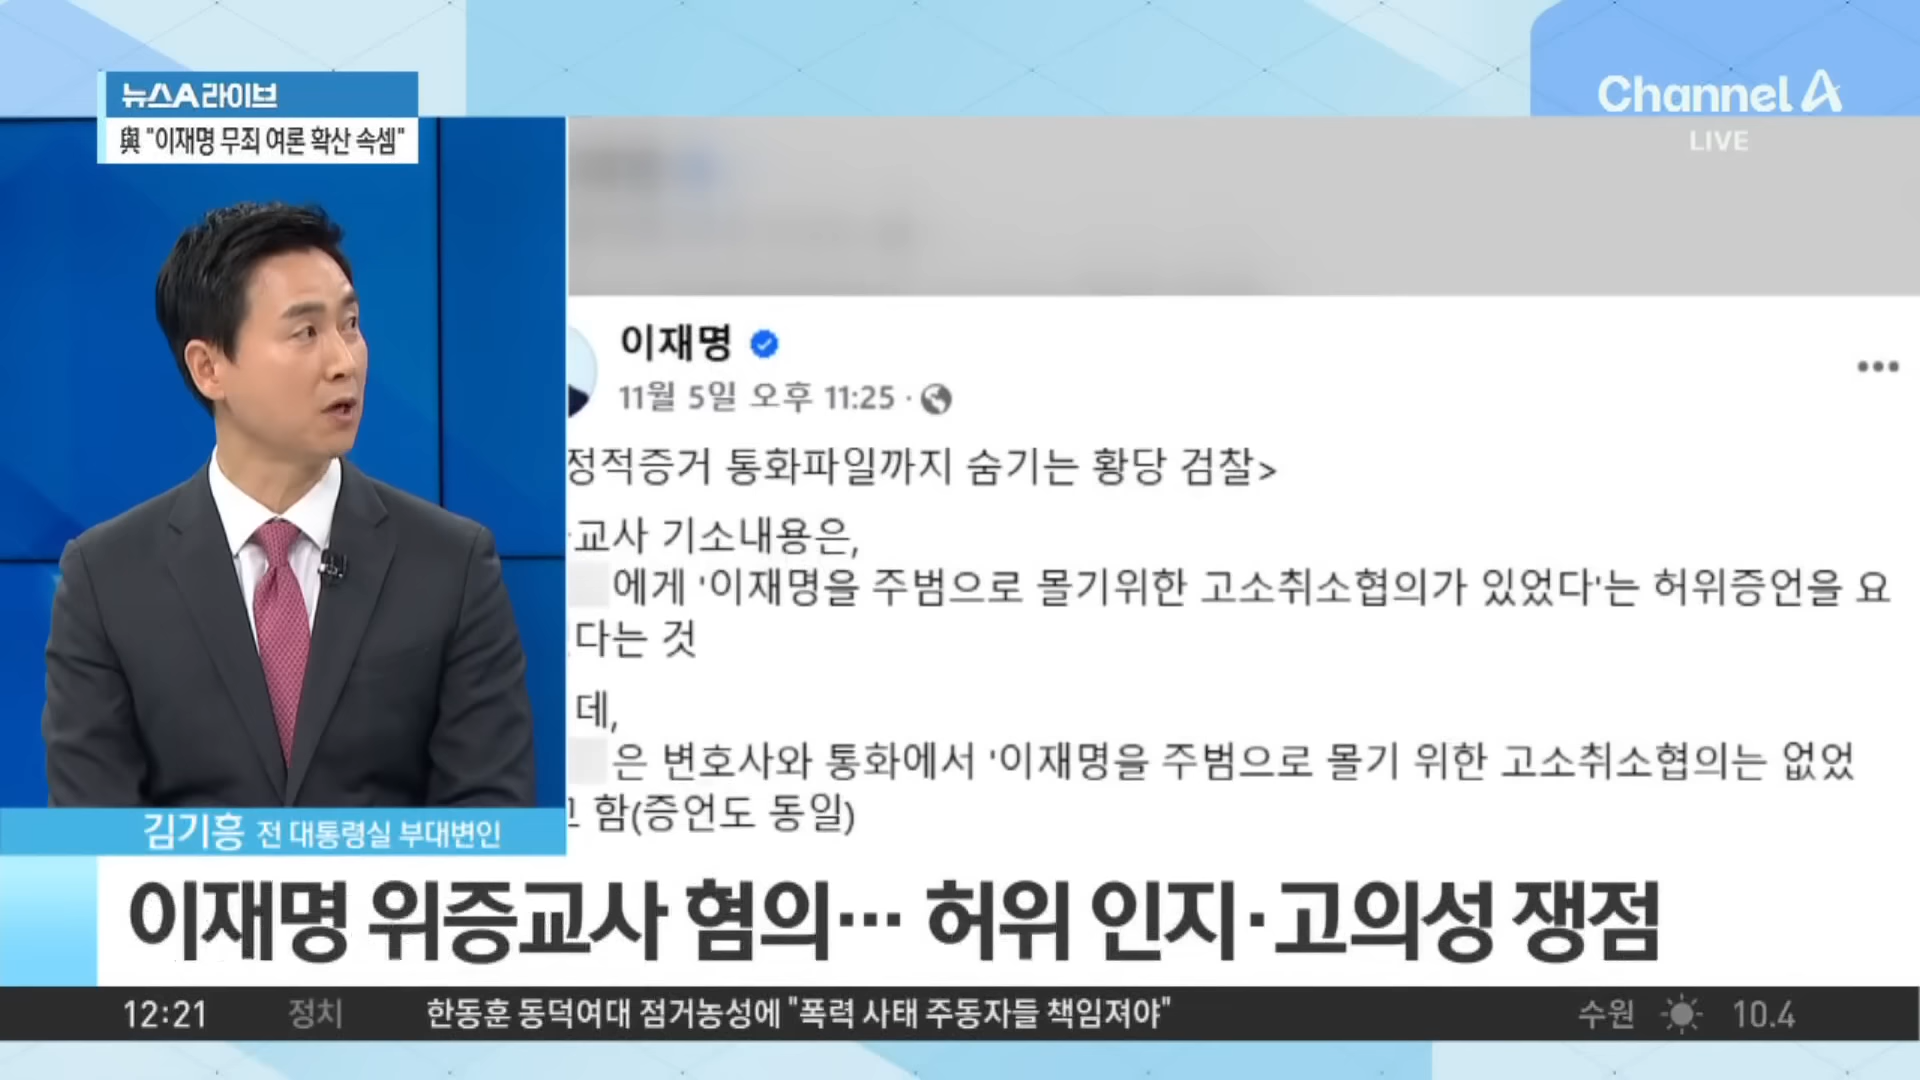 뉴스A라이브
與 "이재명 무죄 여론 확산 속셈"
Channel A
LIVE
이재명
11월 5일 오후 11:25 ·
정적증거 통화파일까지 숨기는 황당 검찰>
교사 기소내용은,
에게 '이재명을 주범으로 몰기위한 고소취소협의가 있었다'는 허위증언을 요
다는 것
데,
은 변호사와 통화에서 '이재명을 주범으로 몰기 위한 고소취소협의는 없었
함(증언도 동일)
김기흥 전 대통령실 부대변인
이재명 위증교사 혐의… 허위 인지·고의성 쟁점
12:21 정치 한동훈 동덕여대 점거농성에 "폭력 사태 주동자들 책임져야" 수원 10.4